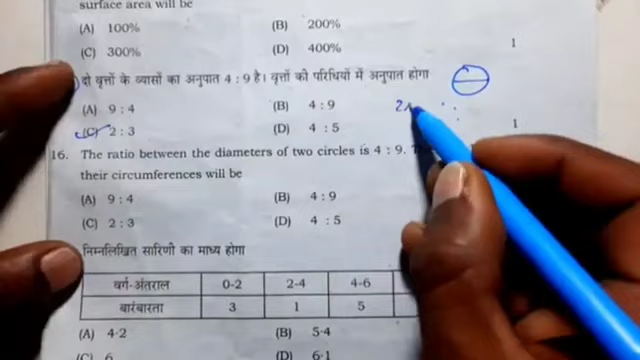 surface area will be
(A) 100% (B) 200%
(C) 300% (D) 400% 1
दो वृत्तों के व्यासों का अनुपात 4 : 9 है। वृत्तों की परिधियों में अनुपात होगा
(A) 9 : 4 (B) 4 : 9
(C) 2 : 3 (D) 4 : 5 1
16. The ratio between the diameters of two circles is 4 : 9.
their circumferences will be
(A) 9 : 4 (B) 4 : 9
(C) 2 : 3 (D) 4 : 5
निम्नलिखित सारिणी का माध्य होगा
वर्ग-अंतराल 0-2 2-4 4-6
बारंबारता 3 1 5
(A) 4·2 (B) 5·4
(C) 6 (D) 6·1